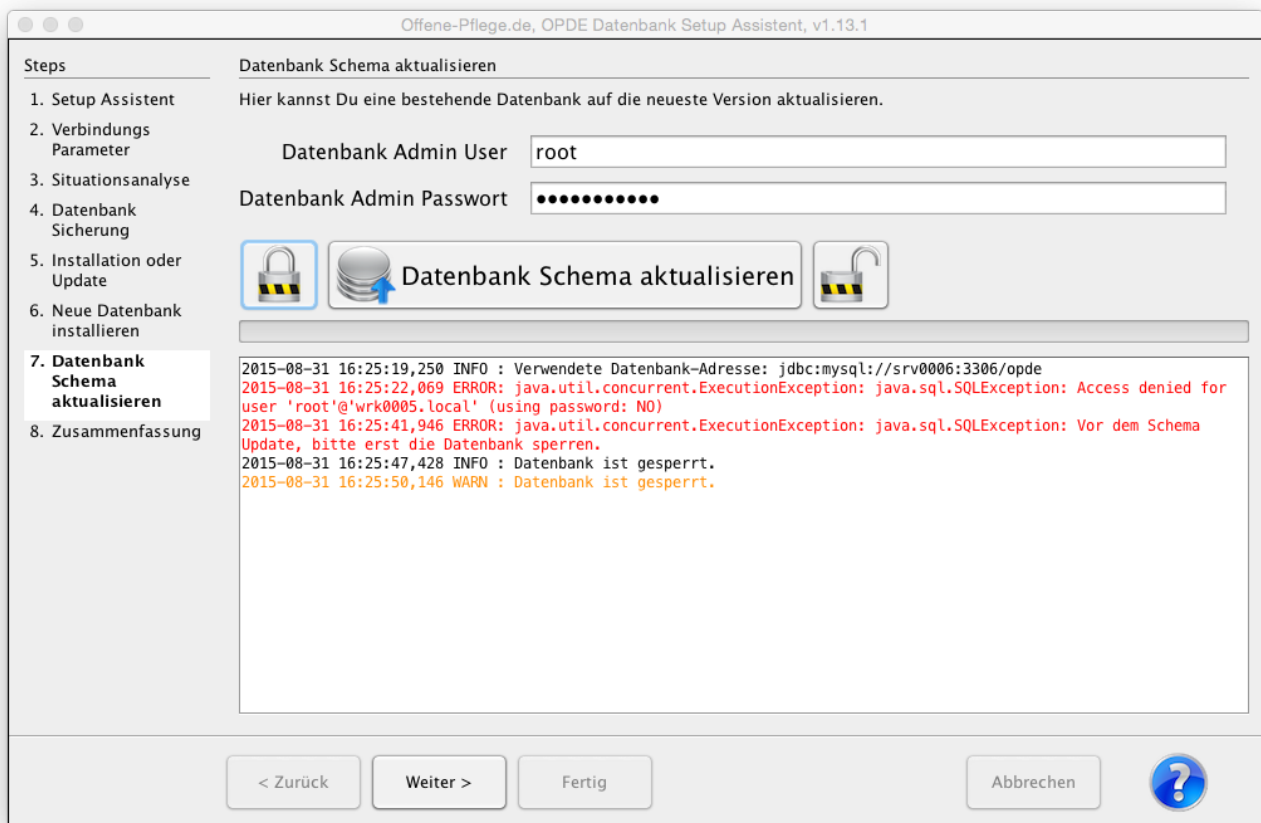 Offene-Pflege.de, OPDE Datenbank Setup Assistent, v1.13.1
Steps
1. Setup Assistent
2. Verbindungs
Parameter
3. Situationsanalyse
4. Datenbank
Sicherung
5. Installation oder
Update
6. Neue Datenbank
installieren
7. Datenbank
Schema
aktualisieren
8. Zusammenfassung
Datenbank Schema aktualisieren
Hier kannst Du eine bestehende Datenbank auf die neueste Version aktualisieren.
Datenbank Admin User root
Datenbank Admin Passwort ●●●●●●●●●●●
Datenbank Schema aktualisieren
2015-08-31 16:25:19,250 INFO : Verwendete Datenbank-Adresse: jdbc:mysql://srv0006:3306/opde
2015-08-31 16:25:22,069 ERROR: java.util.concurrent.ExecutionException: java.sql.SQLException: Access denied for
user 'root'@'wrk0005.local' (using password: NO)
2015-08-31 16:25:41,946 ERROR: java.util.concurrent.ExecutionException: java.sql.SQLException: Vor dem Schema
Update, bitte erst die Datenbank sperren.
2015-08-31 16:25:47,428 INFO : Datenbank ist gesperrt.
2015-08-31 16:25:50,146 WARN : Datenbank ist gesperrt.
< Zurück
Weiter >
Fertig
Abbrechen
?